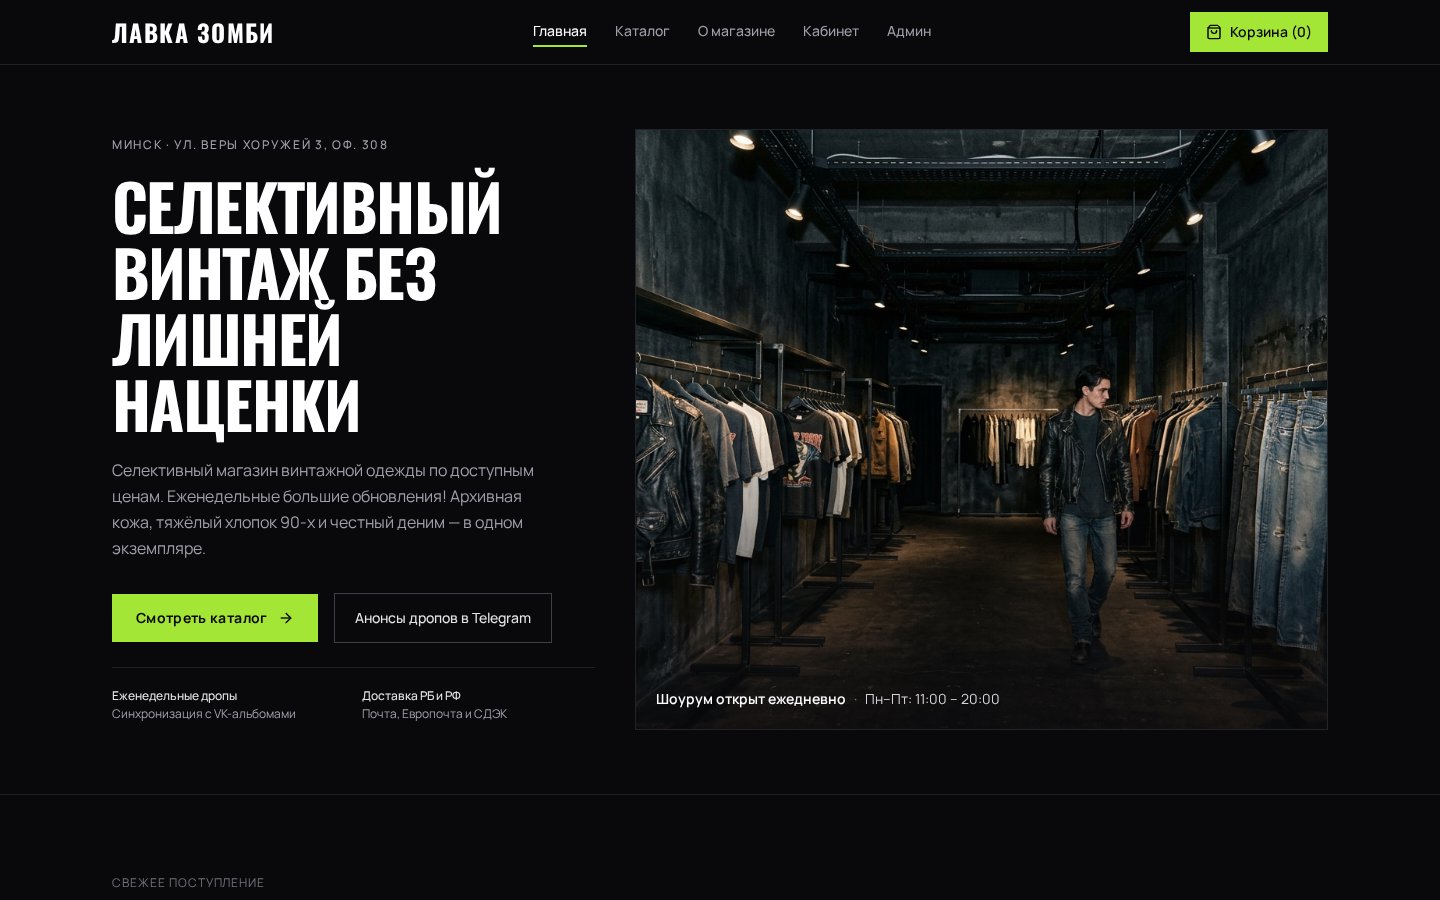 ЛАВКА ЗОМБИ
Главная
Каталог
О магазине
Кабинет
Админ
Корзина (0)
МИНСК · УЛ. ВЕРЫ ХОРУЖЕЙ 3, ОФ. 308
СЕЛЕКТИВНЫЙ
ВИНТАЖ БЕЗ
ЛИШНЕЙ
НАЦЕНКИ
Селективный магазин винтажной одежды по доступным
ценам. Еженедельные большие обновления! Архивная
кожа, тяжёлый хлопок 90-х и честный деним — в одном
экземпляре.
Смотреть каталог
Анонсы дропов в Telegram
Еженедельные дропы
Синхронизация с VK-альбомами
Доставка РБ и РФ
Почта, Европочта и СДЭК
Шоурум открыт ежедневно · Пн–Пт: 11:00 – 20:00
СВЕЖЕЕ ПОСТУПЛЕНИЕ